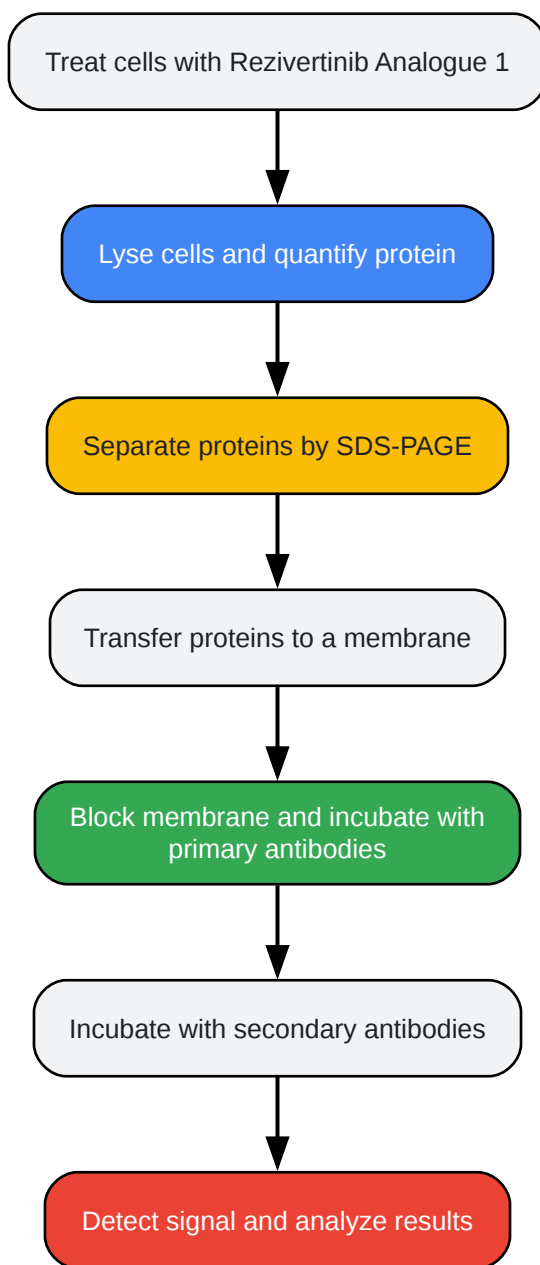 Treat cells with Rezivertinib Analogue 1
Lyse cells and quantify protein
Separate proteins by SDS-PAGE
Transfer proteins to a membrane
Block membrane and incubate with
primary antibodies
Incubate with secondary antibodies
Detect signal and analyze results